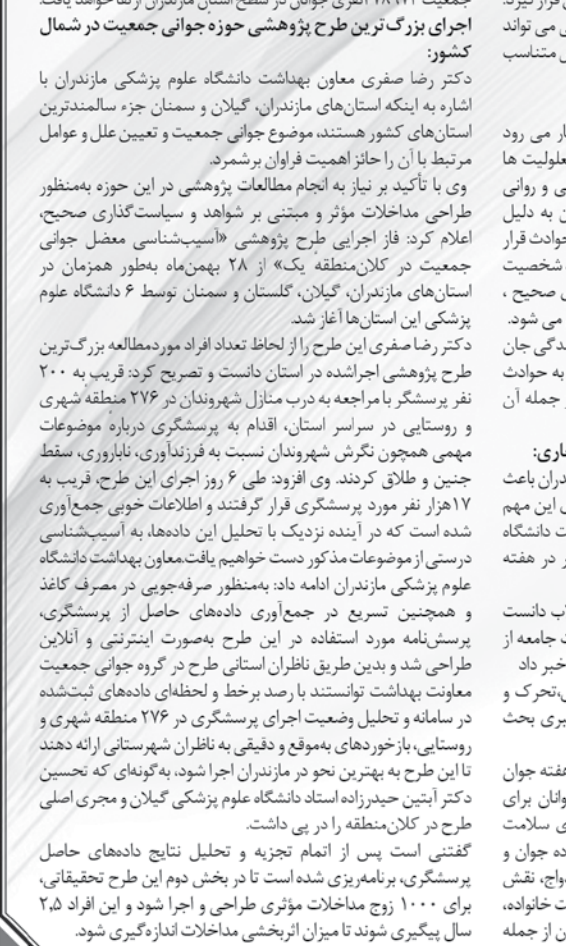 اجرای بزرگ‌ترین طرح پژوهشی حوزه جوانی جمعیت در شمال
کشور:
دکتر رضا صفری معاون بهداشت دانشگاه علوم پزشکی مازندران با
اشاره به اینکه استان‌های مازندران، گیلان و سمنان جزء سالمندترین
استان‌های کشور هستند، موضوع جوانی جمعیت و تعیین علل و عوامل
مرتبط با آن را حائز اهمیت فراوان برشمرد.
وی با تأکید بر نیاز به انجام مطالعات پژوهشی در این حوزه به‌منظور
طراحی مداخلات مؤثر و مبتنی بر شواهد و سیاست‌گذاری صحیح،
اعلام کرد: فاز اجرایی طرح پژوهشی «آسیب‌شناسی معضل جوانی
جمعیت در کلان‌منطقه یک» از ۲۸ بهمن‌ماه به‌طور همزمان در
استان‌های مازندران، گیلان، گلستان و سمنان توسط ۶ دانشگاه علوم
پزشکی این استان‌ها آغاز شد.
دکتر رضا صفری این طرح را از لحاظ تعداد افراد موردمطالعه بزرگ‌ترین
طرح پژوهشی اجراشده در استان دانست و تصریح کرد: قریب به ۲۰۰
نفر پرسشگر با مراجعه به درب منازل شهروندان در ۲۷۶ منطقه شهری
و روستایی در سراسر استان، اقدام به پرسشگری درباره موضوعات
مهمی همچون نگرش شهروندان نسبت به فرزندآوری، ناباروری، سقط
جنین و طلاق کردند. وی افزود: طی ۶ روز اجرای این طرح، قریب به
۱۷هزار نفر مورد پرسشگری قرار گرفتند و اطلاعات خوبی جمع‌آوری
شده است که در آینده نزدیک با تحلیل این داده‌ها، به آسیب‌شناسی
درستی از موضوعات مذکور دست خواهیم یافت.معاون بهداشت دانشگاه
علوم پزشکی مازندران ادامه داد: به‌منظور صرفه‌جویی در مصرف کاغذ
و همچنین تسریع در جمع‌آوری داده‌های حاصل از پرسشگری،
پرسش‌نامه مورد استفاده در این طرح به‌صورت اینترنتی و آنلاین
طراحی شد و بدین طریق ناظران استانی طرح در گروه جوانی جمعیت
معاونت بهداشت توانستند با رصد برخط و لحظه‌ای داده‌های ثبت‌شده
در سامانه و تحلیل وضعیت اجرای پرسشگری در ۲۷۶ منطقه شهری و
روستایی، بازخوردهای به‌موقع و دقیقی به ناظران شهرستانی ارائه دهند
تا این طرح به بهترین نحو در مازندران اجرا شود، به‌گونه‌ای که تحسین
دکتر آبتین حیدرزاده استاد دانشگاه علوم پزشکی گیلان و مجری اصلی
طرح در کلان‌منطقه را در پی داشت.
گفتنی است پس از اتمام تجزیه و تحلیل نتایج داده‌های حاصل
پرسشگری، برنامه‌ریزی شده است تا در بخش دوم این طرح تحقیقاتی،
برای ۱۰۰۰ زوج مداخلات مؤثری طراحی و اجرا شود و این افراد ۲٫۵
سال پیگیری شوند تا میزان اثربخشی مداخلات اندازه‌گیری شود.